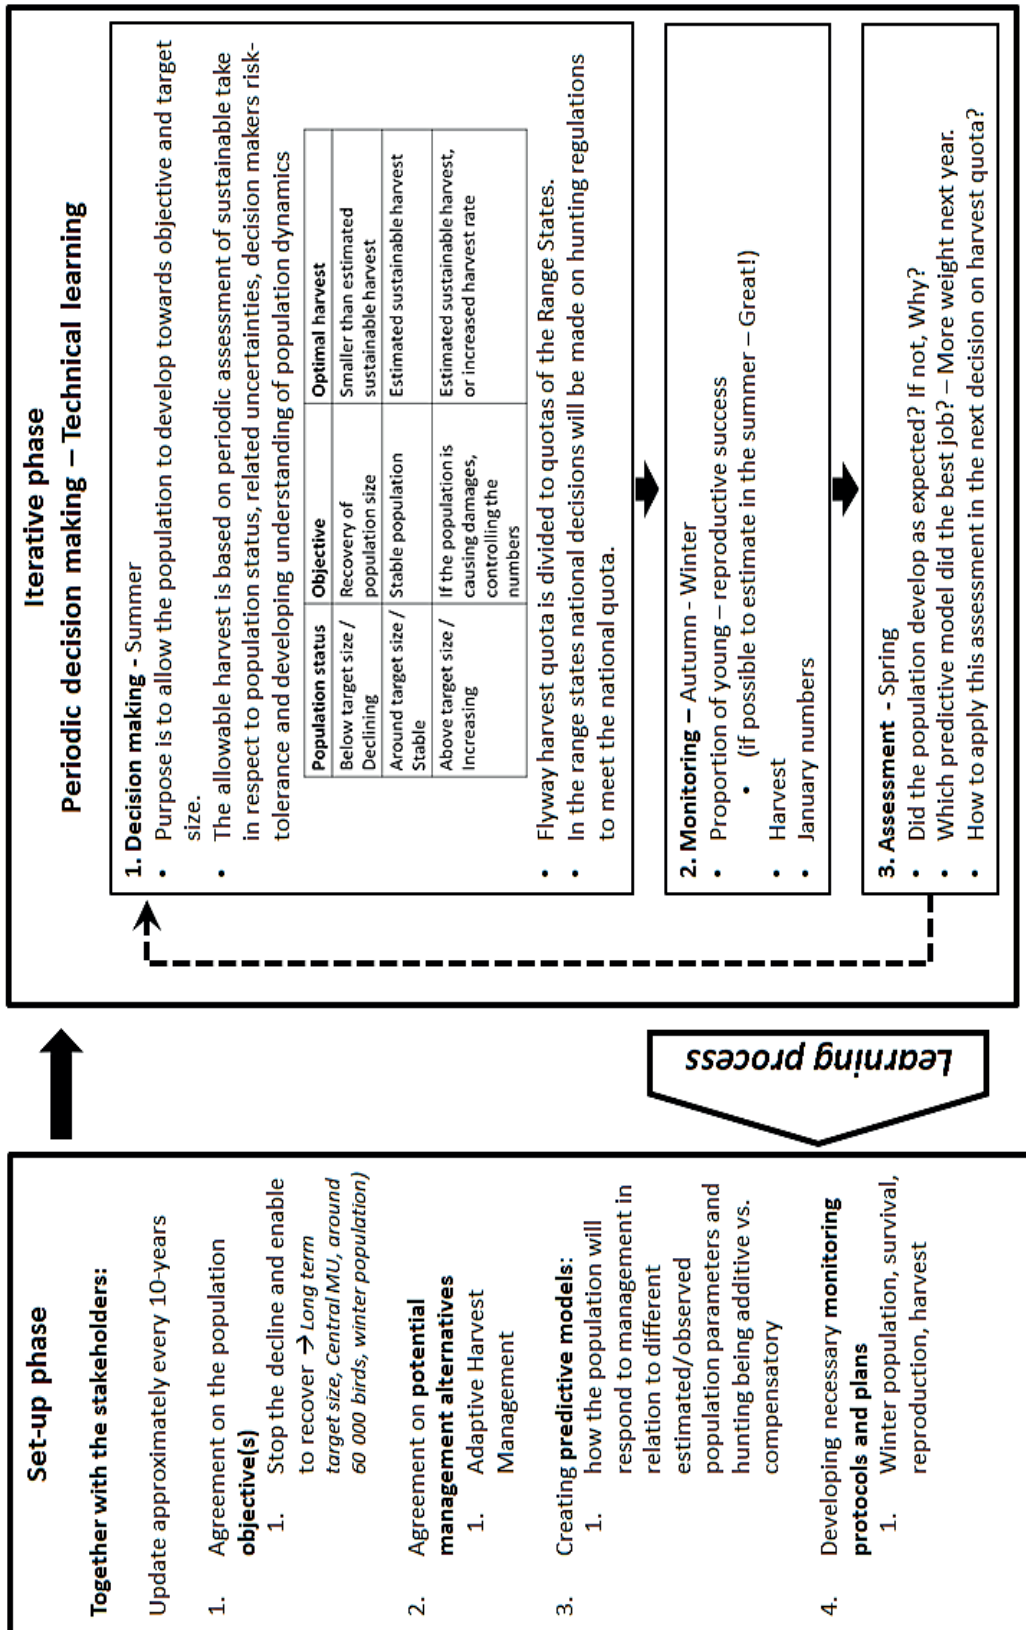 Set-up phase
Together with the stakeholders:
Update approximately every 10-years
1. Agreement on the population
objective(s)
1. Stop the decline and enable
to recover → Long term
target size, Central MU, around
60 000 birds, winter population)
2. Agreement on potential
management alternatives
1. Adaptive Harvest
Management
3. Creating predictive models:
1. how the population will
respond to management in
relation to different
estimated/observed
population parameters and
hunting being additive vs.
compensatory
4. Developing necessary monitoring
protocols and plans
1. Winter population, survival,
reproduction, harvest
Learning process
Iterative phase
Periodic decision making – Technical learning
1. Decision making - Summer
• Purpose is to allow the population to develop towards objective and target
size.
• The allowable harvest is based on periodic assessment of sustainable take
in respect to population status, related uncertainties, decision makers risk-
tolerance and developing understanding of population dynamics
Population status
Objective
Optimal harvest
Below target size /
Declining
Recovery of
population size
Smaller than estimated
sustainable harvest
Around target size /
Stable
Stable population
Estimated sustainable harvest
Above target size /
Increasing
If the population is
causing damages,
controlling the
numbers
Estimated sustainable harvest,
or increased harvest rate
• Flyway harvest quota is divided to quotas of the Range States.
• In the range states national decisions will be made on hunting regulations
to meet the national quota.
2. Monitoring – Autumn - Winter
• Proportion of young – reproductive success
• (if possible to estimate in the summer – Great!)
• Harvest
• January numbers
3. Assessment - Spring
• Did the population develop as expected? If not, Why?
• Which predictive model did the best job? – More weight next year.
• How to apply this assessment in the next decision on harvest quota?